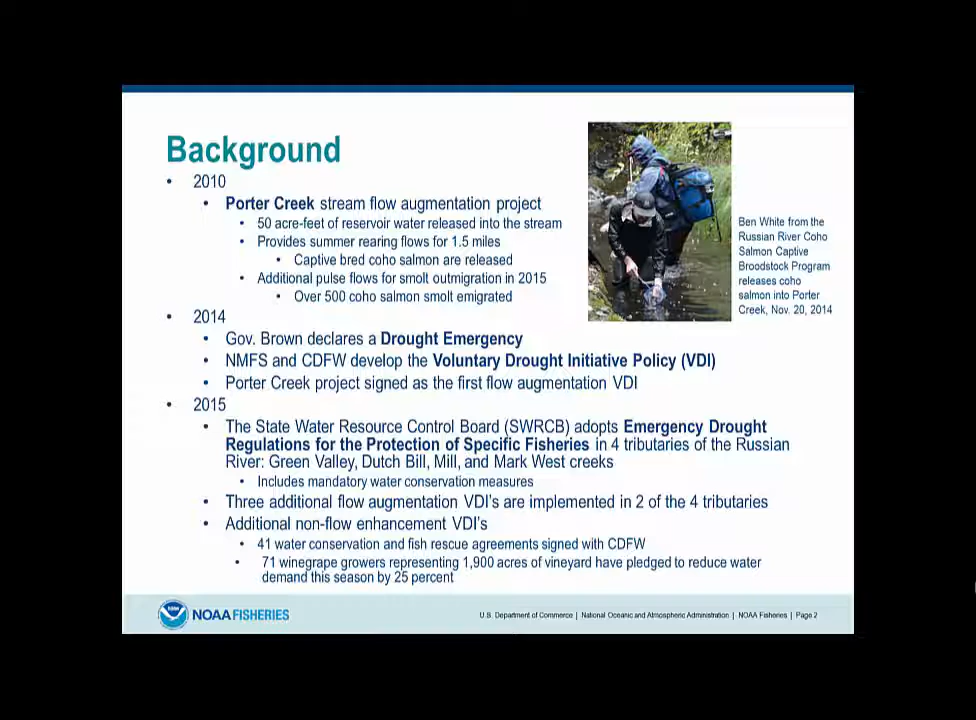 Background
• 2010
• Porter Creek stream flow augmentation project
• 50 acre-feet of reservoir water released into the stream
• Provides summer rearing flows for 1.5 miles
• Captive bred coho salmon are released
• Additional pulse flows for smolt outmigration in 2015
• Over 500 coho salmon smolt emigrated
Ben White from the
Russian River Coho
Salmon Captive
Broodstock Program
releases coho
salmon into Porter
Creek, Nov. 20, 2014
• 2014
• Gov. Brown declares a Drought Emergency
• NMFS and CDFW develop the Voluntary Drought Initiative Policy (VDI)
• Porter Creek project signed as the first flow augmentation VDI
• 2015
• The State Water Resource Control Board (SWRCB) adopts Emergency Drought
Regulations for the Protection of Specific Fisheries in 4 tributaries of the Russian
River: Green Valley, Dutch Bill, Mill, and Mark West creeks
• Includes mandatory water conservation measures
• Three additional flow augmentation VDI's are implemented in 2 of the 4 tributaries
• Additional non-flow enhancement VDI's
• 41 water conservation and fish rescue agreements signed with CDFW
• 71 winegrape growers representing 1,900 acres of vineyard have pledged to reduce water
demand this season by 25 percent
NOAA FISHERIES
U.S. Department of Commerce | National Oceanic and Atmospheric Administration | NOAA Fisheries | Page 2